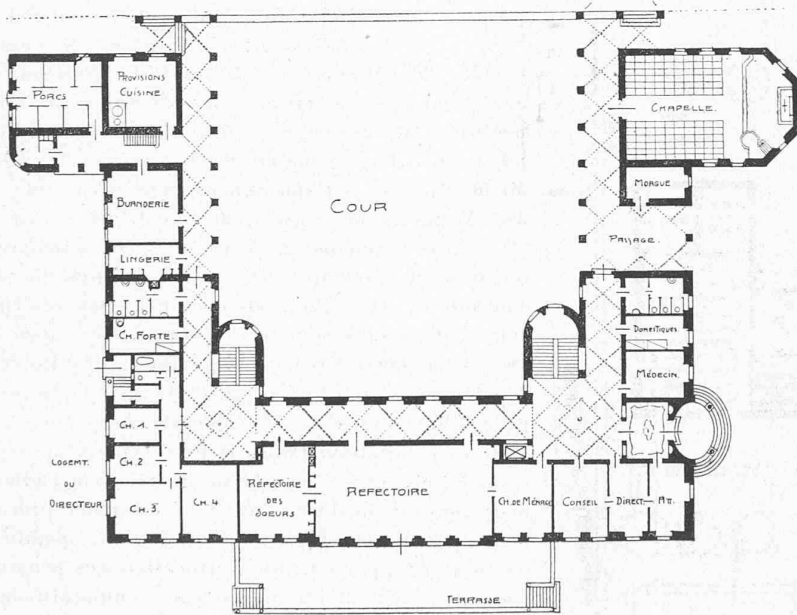 PORCS
PROVISIONS
CUISINE
CHAPELLE.
MORGUE
COUR
BUANDERIE
PASSAGE.
LINGERIE
CH. FORTE
DOMESTIQUES.
MÉDECIN.
CH. 1
CH. 2
LOGEMT.
DU
DIRECTEUR
CH. 3
CH. 4
RÉFECTOIRE
DES
SOEURS
REFECTOIRE
CH. DE MÉNAGE
CONSEIL
DIRECT.
ATT.
TERRASSE